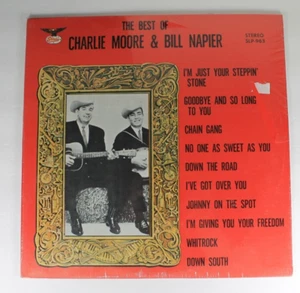 THE BEST OF
CHARLIE MOORE & BILL NAPIER
STEREO
I'M JUST YOUR STEPPIN'
STONE
GOODBYE AND SO LONG
TO YOU
CHAIN GANG
NO ONE AS SWEET AS YOU
DOWN THE ROAD
I'VE GOT OVER YOU
JOHNNY ON THE SPOT
I'M GIVING YOU YOUR FREEDOM
WHITROCK
DOWN SOUTH